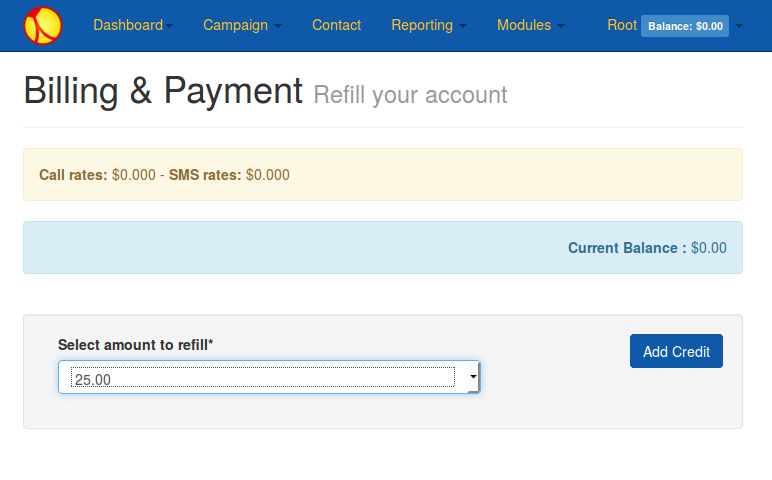 Dashboard Campaign Contact Reporting Modules Root Balance: $0.00
Billing & Payment Refill your account
Call rates: $0.000 - SMS rates: $0.000
Current Balance : $0.00
Select amount to refill*
Add Credit
25.00